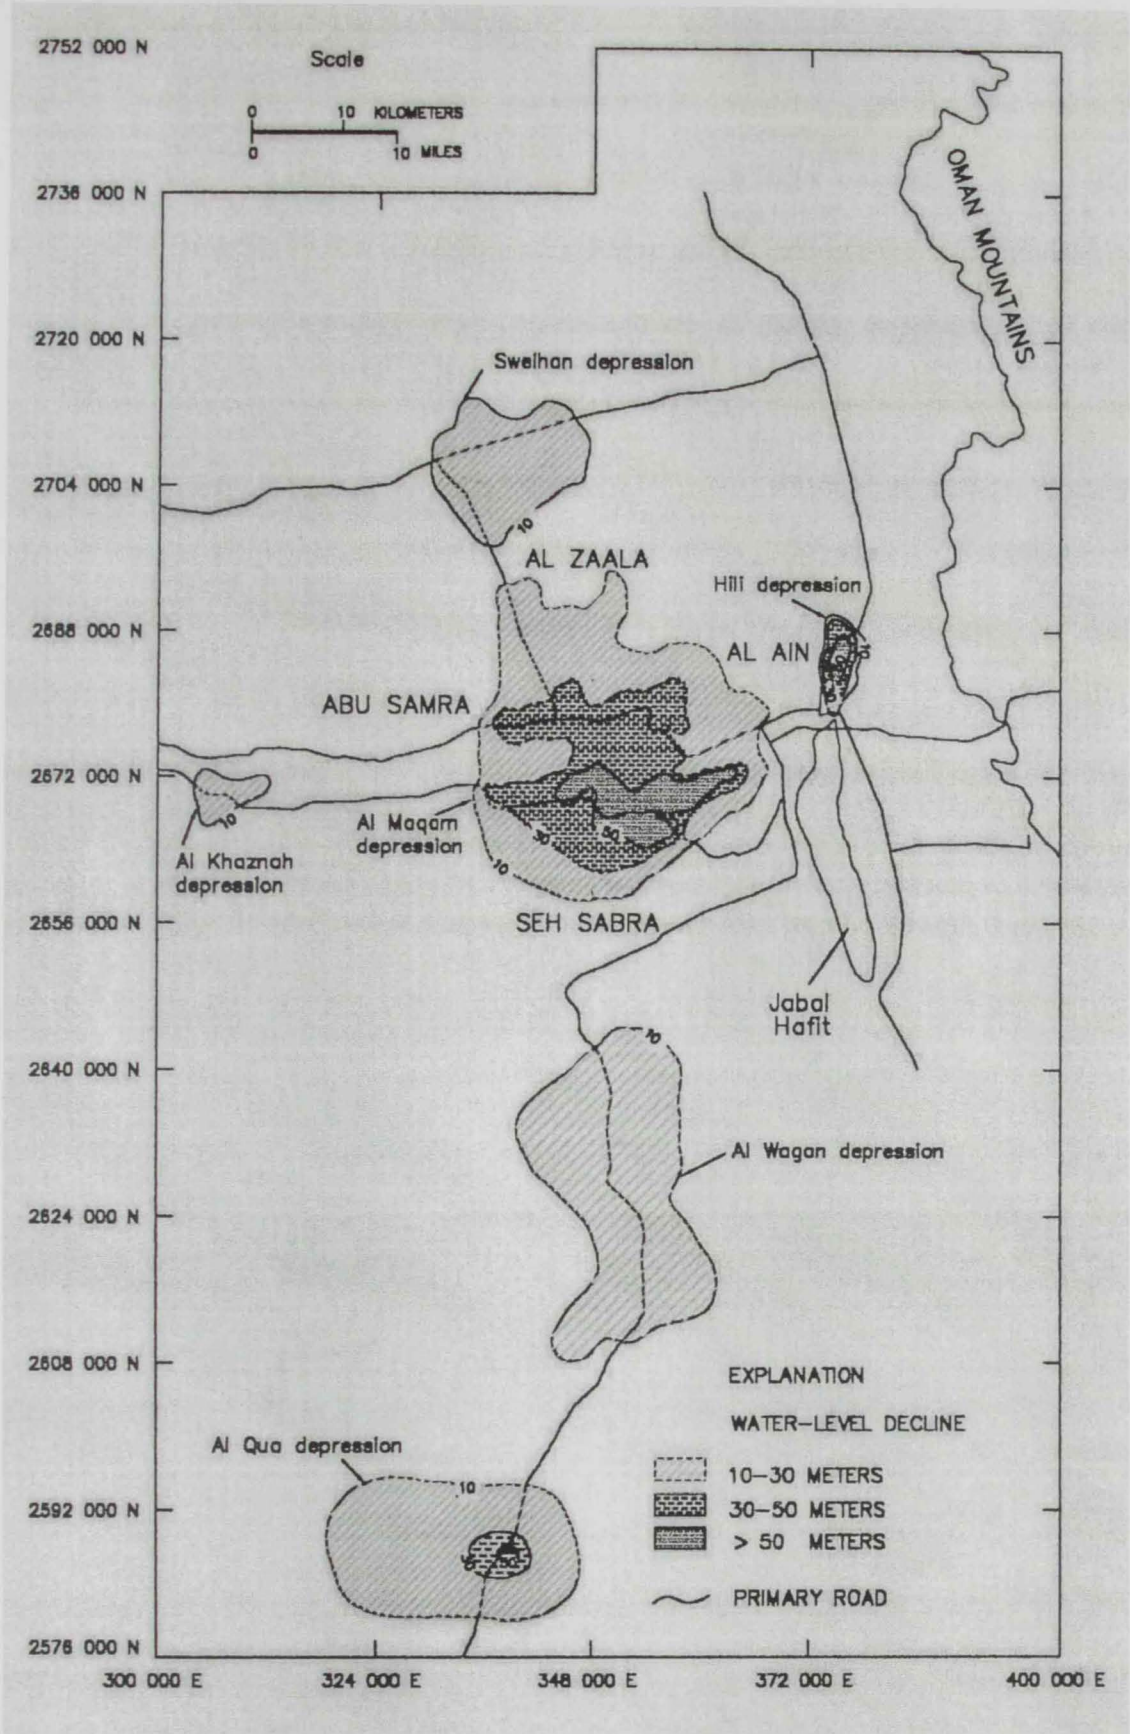 2752 000 N
Scale
0 10 KILOMETERS
0 10 MILES
2736 000 N
OMAN MOUNTAINS
2720 000 N
Sweihan depression
2704 000 N
10
AL ZAALA
Hili depression
2688 000 N
AL AIN
10
ABU SAMRA
2672 000 N
10
Al Khaznah
depression
Al Maqam
depression
30
50
10
2656 000 N
SEH SABRA
Jabal
Hafit
10
2640 000 N
Al Wagan depression
2624 000 N
2608 000 N
EXPLANATION
WATER-LEVEL DECLINE
10-30 METERS
30-50 METERS
> 50 METERS
PRIMARY ROAD
Al Qua depression
10
2592 000 N
50
2576 000 N
300 000 E 324 000 E 348 000 E 372 000 E 400 000 E